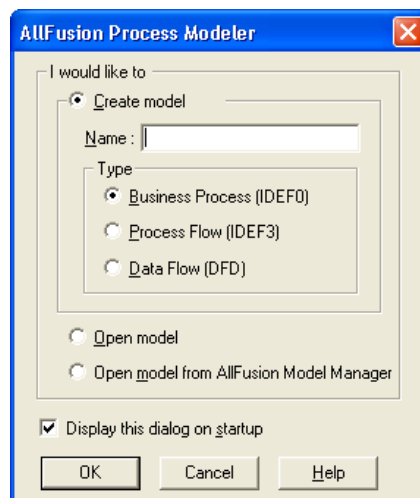 AllFusion Process Modeler
I would like to
Create model
Name :
Type
Business Process (IDEF0)
Process Flow (IDEF3)
Data Flow (DFD)
Open model
Open model from AllFusion Model Manager
Display this dialog on startup
OK Cancel Help